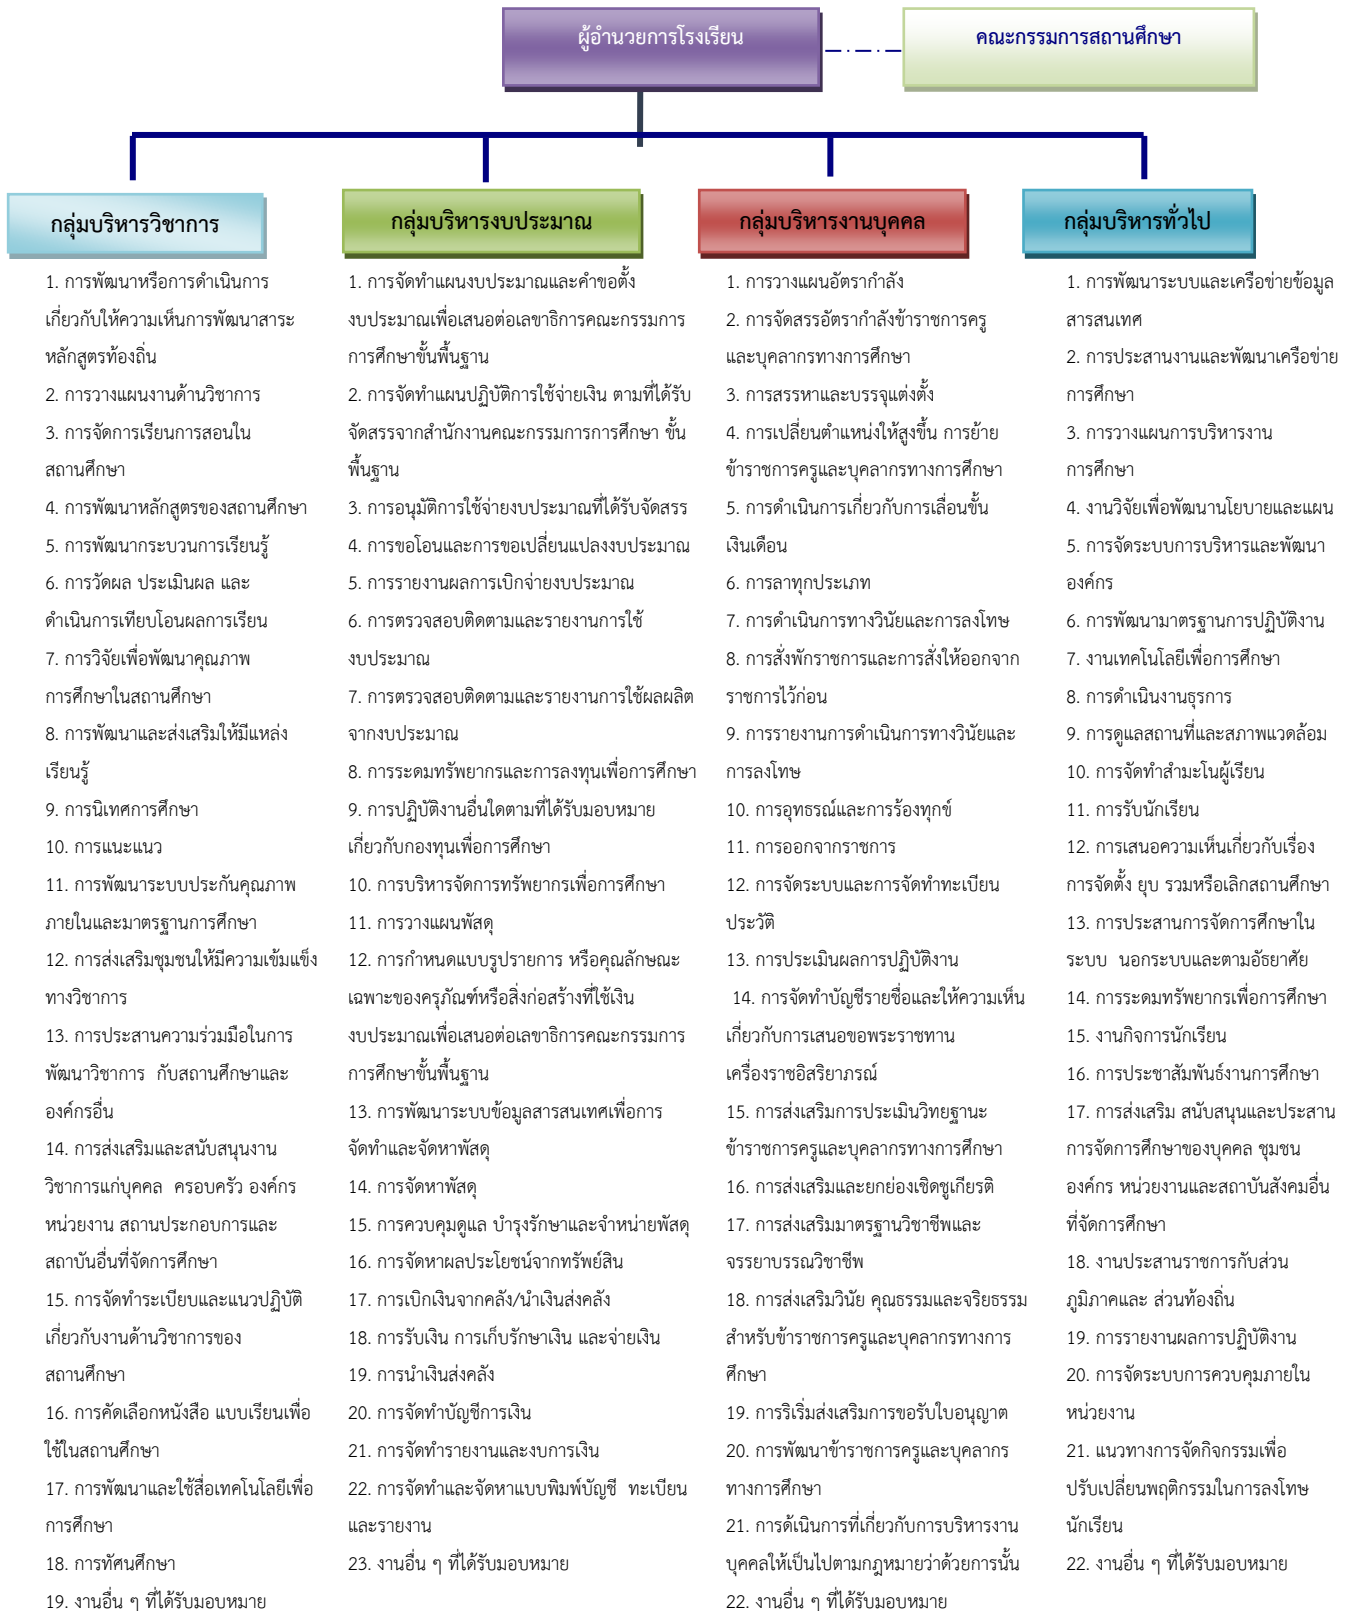 ผู้อำนวยการโรงเรียน
คณะกรรมการสถานศึกษา
กลุ่มบริหารวิชาการ
1. การพัฒนาหรือการดำเนินการ
เกี่ยวกับให้ความเห็นการพัฒนาสาระ
หลักสูตรท้องถิ่น
2. การวางแผนงานด้านวิชาการ
3. การจัดการเรียนการสอนใน
สถานศึกษา
4. การพัฒนาหลักสูตรของสถานศึกษา
5. การพัฒนากระบวนการเรียนรู้
6. การวัดผล ประเมินผล และ
ดำเนินการเทียบโอนผลการเรียน
7. การวิจัยเพื่อพัฒนาคุณภาพ
การศึกษาในสถานศึกษา
8. การพัฒนาและส่งเสริมให้มีแหล่ง
เรียนรู้
9. การนิเทศการศึกษา
10. การแนะแนว
11. การพัฒนาระบบประกันคุณภาพ
ภายในและมาตรฐานการศึกษา
12. การส่งเสริมชุมชนให้มีความเข้มแข็ง
ทางวิชาการ
13. การประสานความร่วมมือในการ
พัฒนาวิชาการ  กับสถานศึกษาและ
องค์กรอื่น
14. การส่งเสริมและสนับสนุนงาน
วิชาการแก่บุคคล  ครอบครัว องค์กร
หน่วยงาน สถานประกอบการและ
สถาบันอื่นที่จัดการศึกษา
15. การจัดทำระเบียบและแนวปฏิบัติ
เกี่ยวกับงานด้านวิชาการของ
สถานศึกษา
16. การคัดเลือกหนังสือ แบบเรียนเพื่อ
ใช้ในสถานศึกษา
17. การพัฒนาและใช้สื่อเทคโนโลยีเพื่อ
การศึกษา
18. การทัศนศึกษา
19. งานอื่น ๆ ที่ได้รับมอบหมาย
กลุ่มบริหารงบประมาณ
1. การจัดทำแผนงบประมาณและคำขอตั้ง
งบประมาณเพื่อเสนอต่อเลขาธิการคณะกรรมการ
การศึกษาขั้นพื้นฐาน
2. การจัดทำแผนปฏิบัติการใช้จ่ายเงิน ตามที่ได้รับ
จัดสรรจากสำนักงานคณะกรรมการการศึกษา ขั้น
พื้นฐาน
3. การอนุมัติการใช้จ่ายงบประมาณที่ได้รับจัดสรร
4. การขอโอนและการขอเปลี่ยนแปลงงบประมาณ
5. การรายงานผลการเบิกจ่ายงบประมาณ
6. การตรวจสอบติดตามและรายงานการใช้
งบประมาณ
7. การตรวจสอบติดตามและรายงานการใช้ผลผลิต
จากงบประมาณ
8. การระดมทรัพยากรและการลงทุนเพื่อการศึกษา
9. การปฏิบัติงานอื่นใดตามที่ได้รับมอบหมาย
เกี่ยวกับกองทุนเพื่อการศึกษา
10. การบริหารจัดการทรัพยากรเพื่อการศึกษา
11. การวางแผนพัสดุ
12. การกำหนดแบบรูปรายการ หรือคุณลักษณะ
เฉพาะของครุภัณฑ์หรือสิ่งก่อสร้างที่ใช้เงิน
งบประมาณเพื่อเสนอต่อเลขาธิการคณะกรรมการ
การศึกษาขั้นพื้นฐาน
13. การพัฒนาระบบข้อมูลสารสนเทศเพื่อการ
จัดทำและจัดหาพัสดุ
14. การจัดหาพัสดุ
15. การควบคุมดูแล บำรุงรักษาและจำหน่ายพัสดุ
16. การจัดหาผลประโยชน์จากทรัพย์สิน
17. การเบิกเงินจากคลัง/นำเงินส่งคลัง
18. การรับเงิน การเก็บรักษาเงิน และจ่ายเงิน
19. การนำเงินส่งคลัง
20. การจัดทำบัญชีการเงิน
21. การจัดทำรายงานและงบการเงิน
22. การจัดทำและจัดหาแบบพิมพ์บัญชี  ทะเบียน
และรายงาน
23. งานอื่น ๆ ที่ได้รับมอบหมาย
กลุ่มบริหารงานบุคคล
1. การวางแผนอัตรากำลัง
2. การจัดสรรอัตรากำลังข้าราชการครู
และบุคลากรทางการศึกษา
3. การสรรหาและบรรจุแต่งตั้ง
4. การเปลี่ยนตำแหน่งให้สูงขึ้น การย้าย
ข้าราชการครูและบุคลากรทางการศึกษา
5. การดำเนินการเกี่ยวกับการเลื่อนขั้น
เงินเดือน
6. การลาทุกประเภท
7. การดำเนินการทางวินัยและการลงโทษ
8. การสั่งพักราชการและการสั่งให้ออกจาก
ราชการไว้ก่อน
9. การรายงานการดำเนินการทางวินัยและ
การลงโทษ
10. การอุทธรณ์และการร้องทุกข์
11. การออกจากราชการ
12. การจัดระบบและการจัดทำทะเบียน
ประวัติ
13. การประเมินผลการปฏิบัติงาน
14. การจัดทำบัญชีรายชื่อและให้ความเห็น
เกี่ยวกับการเสนอขอพระราชทาน
เครื่องราชอิสริยาภรณ์
15. การส่งเสริมการประเมินวิทยฐานะ
ข้าราชการครูและบุคลากรทางการศึกษา
16. การส่งเสริมและยกย่องเชิดชูเกียรติ
17. การส่งเสริมมาตรฐานวิชาชีพและ
จรรยาบรรณวิชาชีพ
18. การส่งเสริมวินัย คุณธรรมและจริยธรรม
สำหรับข้าราชการครูและบุคลากรทางการ
ศึกษา
19. การริเริ่มส่งเสริมการขอรับใบอนุญาต
20. การพัฒนาข้าราชการครูและบุคลากร
ทางการศึกษา
21. การด้เนินการที่เกี่ยวกับการบริหารงาน
บุคคลให้เป็นไปตามกฎหมายว่าด้วยการนั้น
22. งานอื่น ๆ ที่ได้รับมอบหมาย
กลุ่มบริหารทั่วไป
1. การพัฒนาระบบและเครือข่ายข้อมูล
สารสนเทศ
2. การประสานงานและพัฒนาเครือข่าย
การศึกษา
3. การวางแผนการบริหารงาน
การศึกษา
4. งานวิจัยเพื่อพัฒนานโยบายและแผน
5. การจัดระบบการบริหารและพัฒนา
องค์กร
6. การพัฒนามาตรฐานการปฏิบัติงาน
7. งานเทคโนโลยีเพื่อการศึกษา
8. การดำเนินงานธุรการ
9. การดูแลสถานที่และสภาพแวดล้อม
10. การจัดทำสำมะโนผู้เรียน
11. การรับนักเรียน
12. การเสนอความเห็นเกี่ยวกับเรื่อง
การจัดตั้ง ยุบ รวมหรือเลิกสถานศึกษา
13. การประสานการจัดการศึกษาใน
ระบบ  นอกระบบและตามอัธยาศัย
14. การระดมทรัพยากรเพื่อการศึกษา
15. งานกิจการนักเรียน
16. การประชาสัมพันธ์งานการศึกษา
17. การส่งเสริม สนับสนุนและประสาน
การจัดการศึกษาของบุคคล ชุมชน
องค์กร หน่วยงานและสถาบันสังคมอื่น
ที่จัดการศึกษา
18. งานประสานราชการกับส่วน
ภูมิภาคและ ส่วนท้องถิ่น
19. การรายงานผลการปฏิบัติงาน
20. การจัดระบบการควบคุมภายใน
หน่วยงาน
21. แนวทางการจัดกิจกรรมเพื่อ
ปรับเปลี่ยนพฤติกรรมในการลงโทษ
นักเรียน
22. งานอื่น ๆ ที่ได้รับมอบหมาย